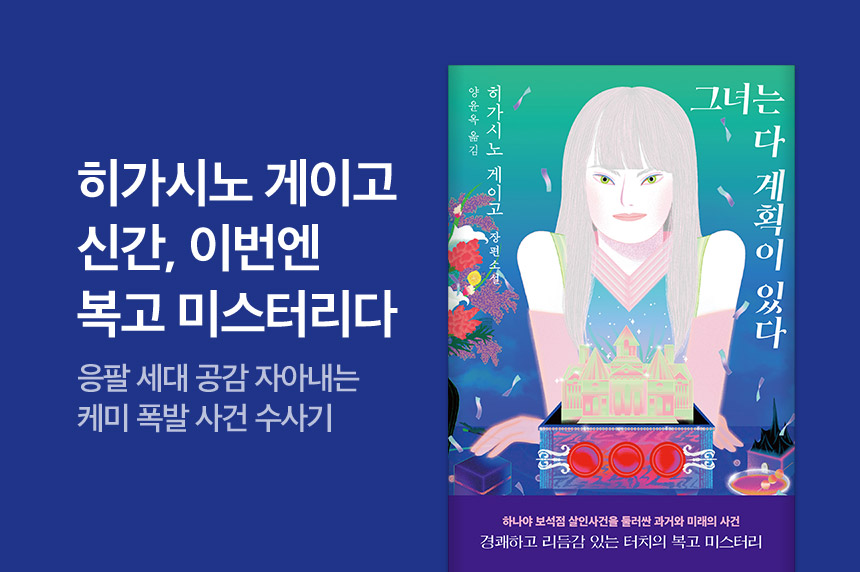 히가시노 게이고
신간, 이번엔
복고 미스터리다
응팔 세대 공감 자아내는
케미 폭발 사건 수사기
그녀는
다
계획이
있다
히가시노 게이고 장편소설
양윤옥 옮김
하나야 보석점 살인사건을 둘러싼 과거와 미래의 사건
경쾌하고 리듬감 있는 터치의 복고 미스터리